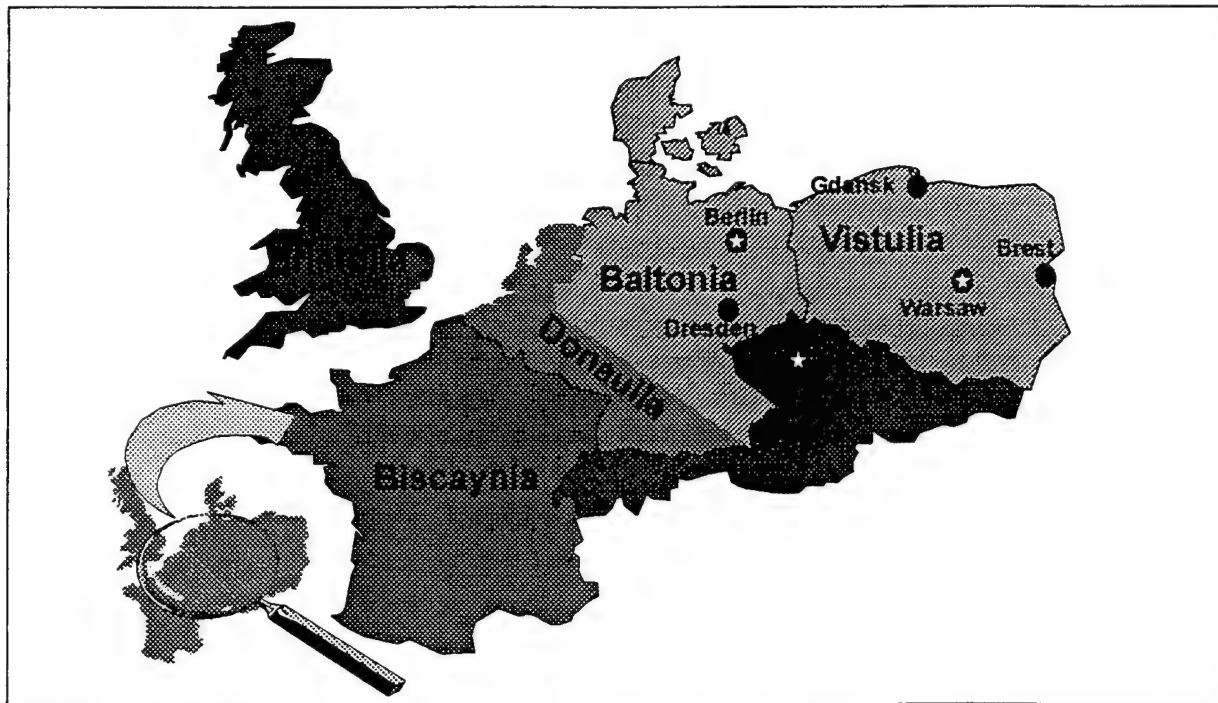 Gdansk
Berlin
Vistulia
Brest
Baltonia
Warsaw
Dresden
Donaulia
Biscaynia